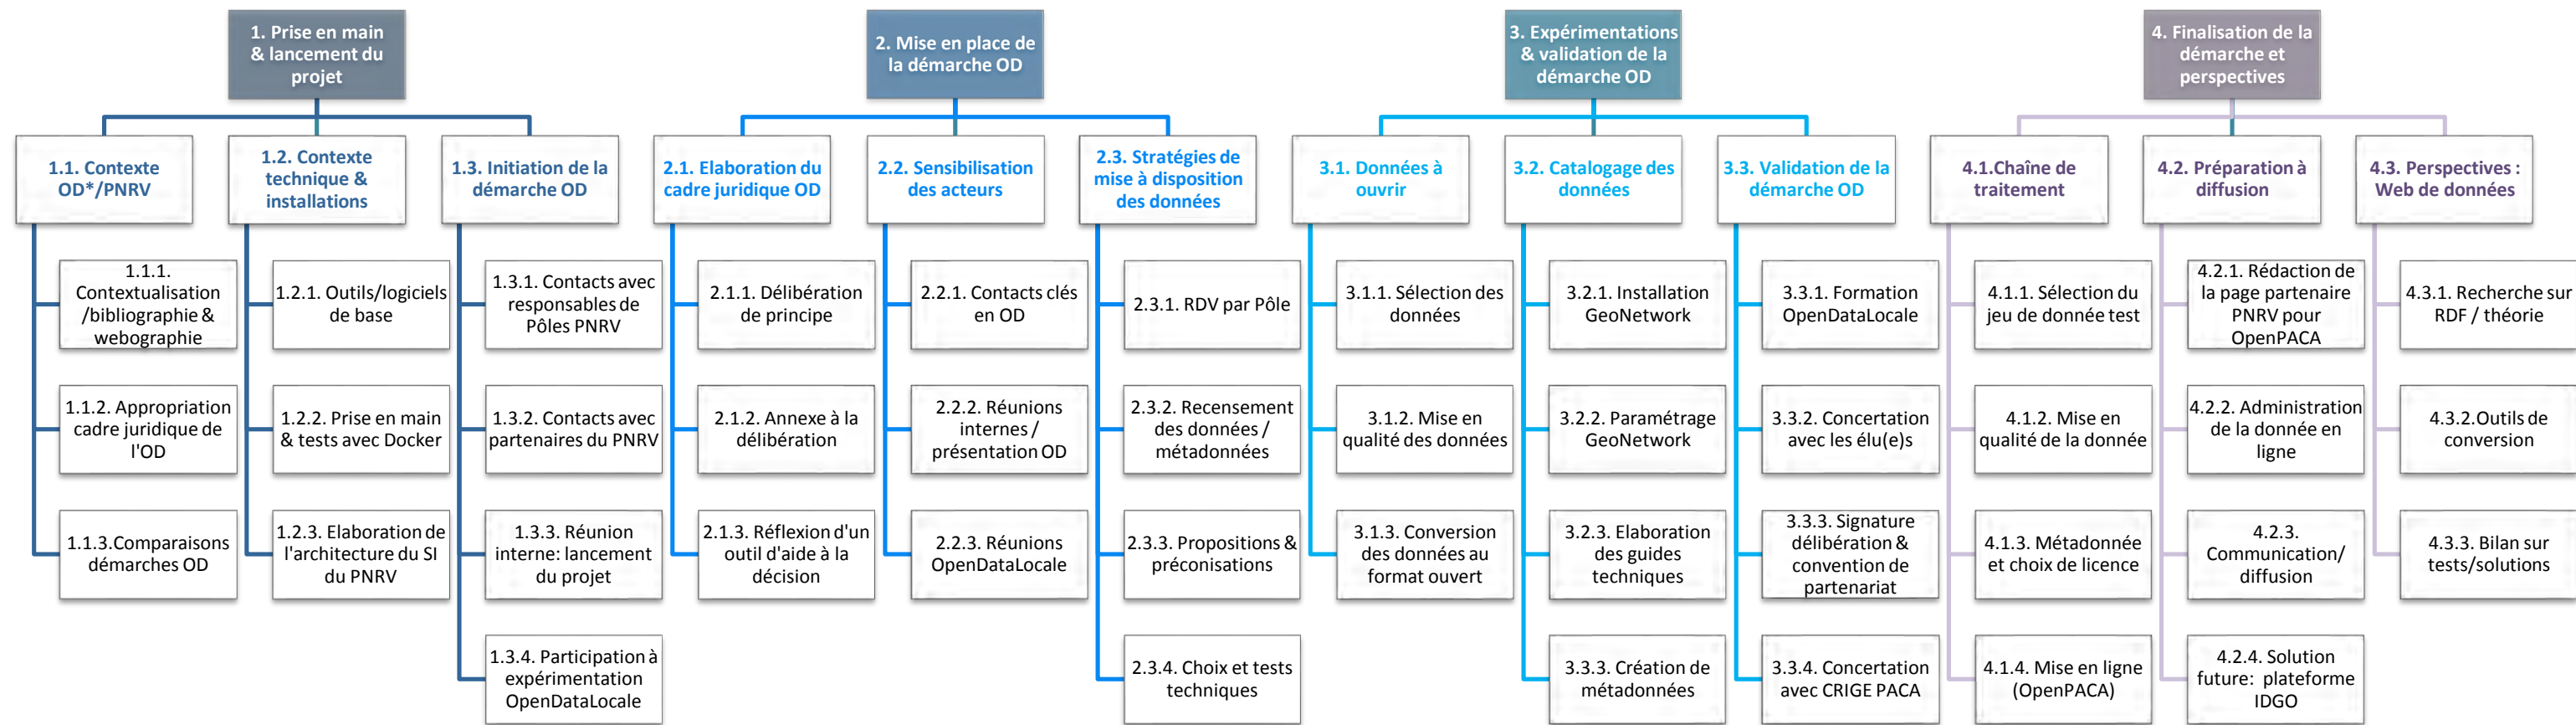 1. Prise en main
& lancement du
projet
1.1. Contexte
OD*/PNRV
1.1.1.
Contextualisation
/bibliographie &
webographie
1.1.2. Appropriation
cadre juridique de
l'OD
1.1.3.Comparaisons
démarches OD
1.2. Contexte
technique &
installations
1.2.1. Outils/logiciels
de base
1.2.2. Prise en main
& tests avec Docker
1.2.3. Elaboration de
l'architecture du SI
du PNRV
1.3. Initiation de la
démarche OD
1.3.1. Contacts avec
responsables de
Pôles PNRV
1.3.2. Contacts avec
partenaires du PNRV
1.3.3. Réunion
interne: lancement
du projet
1.3.4. Participation à
expérimentation
OpenDataLocale
2. Mise en place de
la démarche OD
2.1. Elaboration du
cadre juridique OD
2.1.1. Délibération
de principe
2.1.2. Annexe à la
délibération
2.1.3. Réflexion d'un
outil d'aide à la
décision
2.2. Sensibilisation
des acteurs
2.2.1. Contacts clés
en OD
2.2.2. Réunions
internes /
présentation OD
2.2.3. Réunions
OpenDataLocale
2.3. Stratégies de
mise à disposition
des données
2.3.1. RDV par Pôle
2.3.2. Recensement
des données /
métadonnées
2.3.3. Propositions &
préconisations
2.3.4. Choix et tests
techniques
3. Expérimentations
& validation de la
démarche OD
3.1. Données à
ouvrir
3.1.1. Sélection des
données
3.1.2. Mise en
qualité des données
3.1.3. Conversion
des données au
format ouvert
3.2. Catalogage des
données
3.2.1. Installation
GeoNetwork
3.2.2. Paramétrage
GeoNetwork
3.2.3. Elaboration
des guides
techniques
3.3.3. Création de
métadonnées
3.3. Validation de la
démarche OD
3.3.1. Formation
OpenDataLocale
3.3.2. Concertation
avec les élu(e)s
3.3.3. Signature
délibération &
convention de
partenariat
3.3.4. Concertation
avec CRIGE PACA
4. Finalisation de la
démarche et
perspectives
4.1.Chaîne de
traitement
4.1.1. Sélection du
jeu de donnée test
4.1.2. Mise en
qualité de la donnée
4.1.3. Métadonnée
et choix de licence
4.1.4. Mise en ligne
(OpenPACA)
4.2. Préparation à
diffusion
4.2.1. Rédaction de
la page partenaire
PNRV pour
OpenPACA
4.2.2. Administration
de la donnée en
ligne
4.2.3.
Communication/
diffusion
4.2.4. Solution
future: plateforme
IDGO
4.3. Perspectives :
Web de données
4.3.1. Recherche sur
RDF / théorie
4.3.2.Outils de
conversion
4.3.3. Bilan sur
tests/solutions